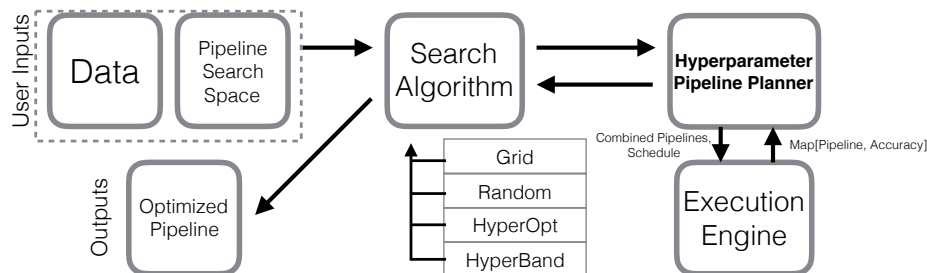 User Inputs
Data
Pipeline
Search
Space
Search
Algorithm
Hyperparameter
Pipeline Planner
Combined Pipelines,
Schedule
Map[Pipeline, Accuracy]
Grid
Random
HyperOpt
HyperBand
Execution
Engine
Outputs
Optimized
Pipeline